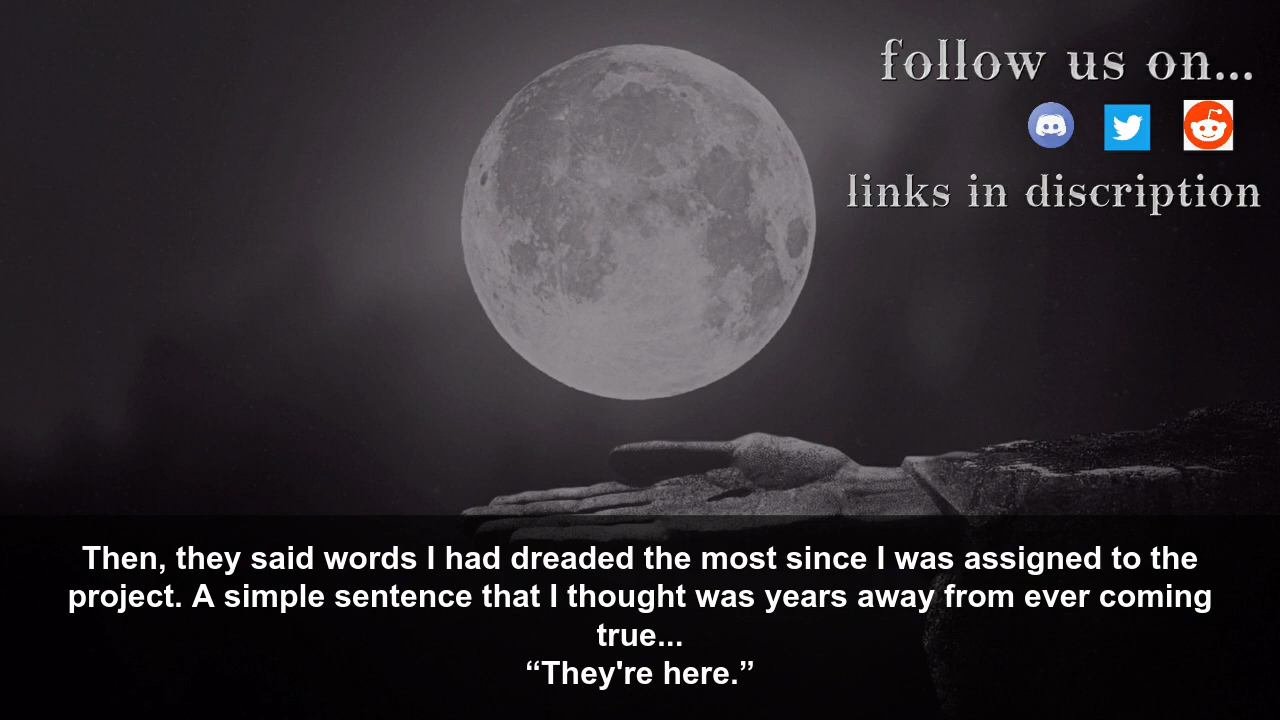 follow us on...
links in discription
Then, they said words I had dreaded the most since I was assigned to the
project. A simple sentence that I thought was years away from ever coming
true...
“They're here.”